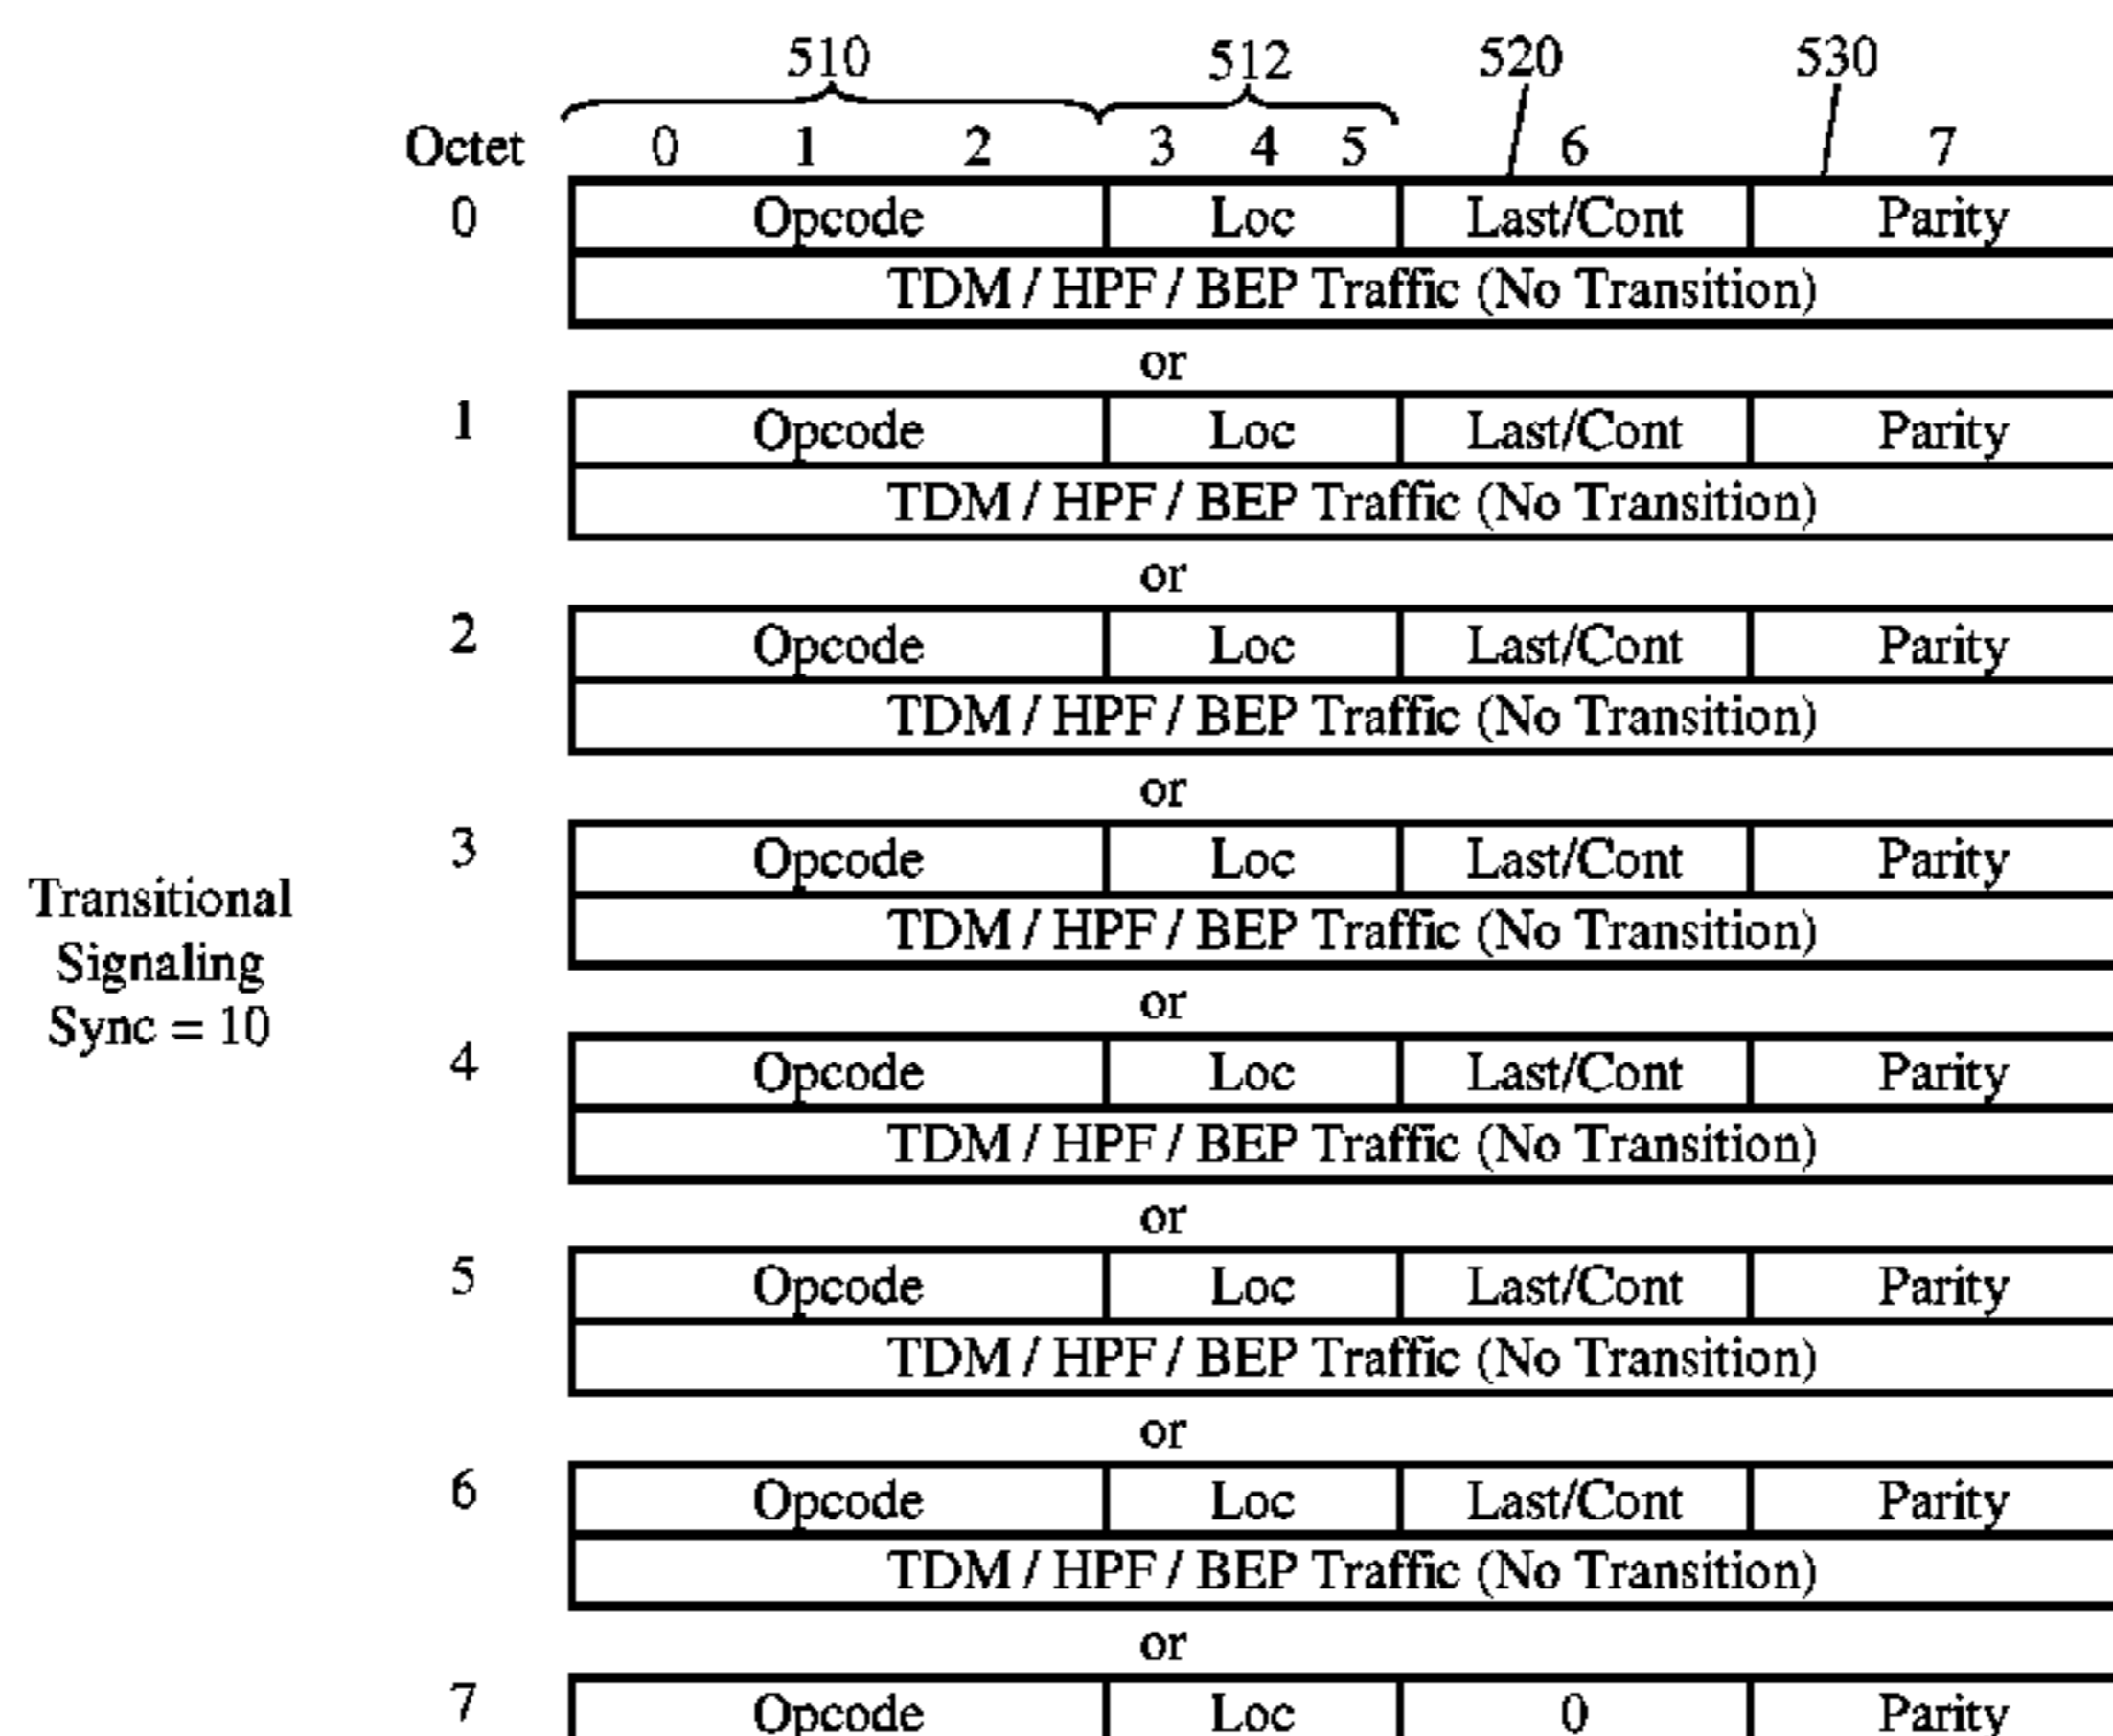 510 512 520 530
Octet 0 1 2 3 4 5 6 7
0 Opcode Loc Last/Cont Parity
TDM / HPF / BEP Traffic (No Transition)
or
1 Opcode Loc Last/Cont Parity
TDM / HPF / BEP Traffic (No Transition)
or
2 Opcode Loc Last/Cont Parity
TDM / HPF / BEP Traffic (No Transition)
or
3 Opcode Loc Last/Cont Parity
TDM / HPF / BEP Traffic (No Transition)
Transitional
Signaling
Sync = 10
or
4 Opcode Loc Last/Cont Parity
TDM / HPF / BEP Traffic (No Transition)
or
5 Opcode Loc Last/Cont Parity
TDM / HPF / BEP Traffic (No Transition)
or
6 Opcode Loc Last/Cont Parity
TDM / HPF / BEP Traffic (No Transition)
or
7 Opcode Loc 0 Parity